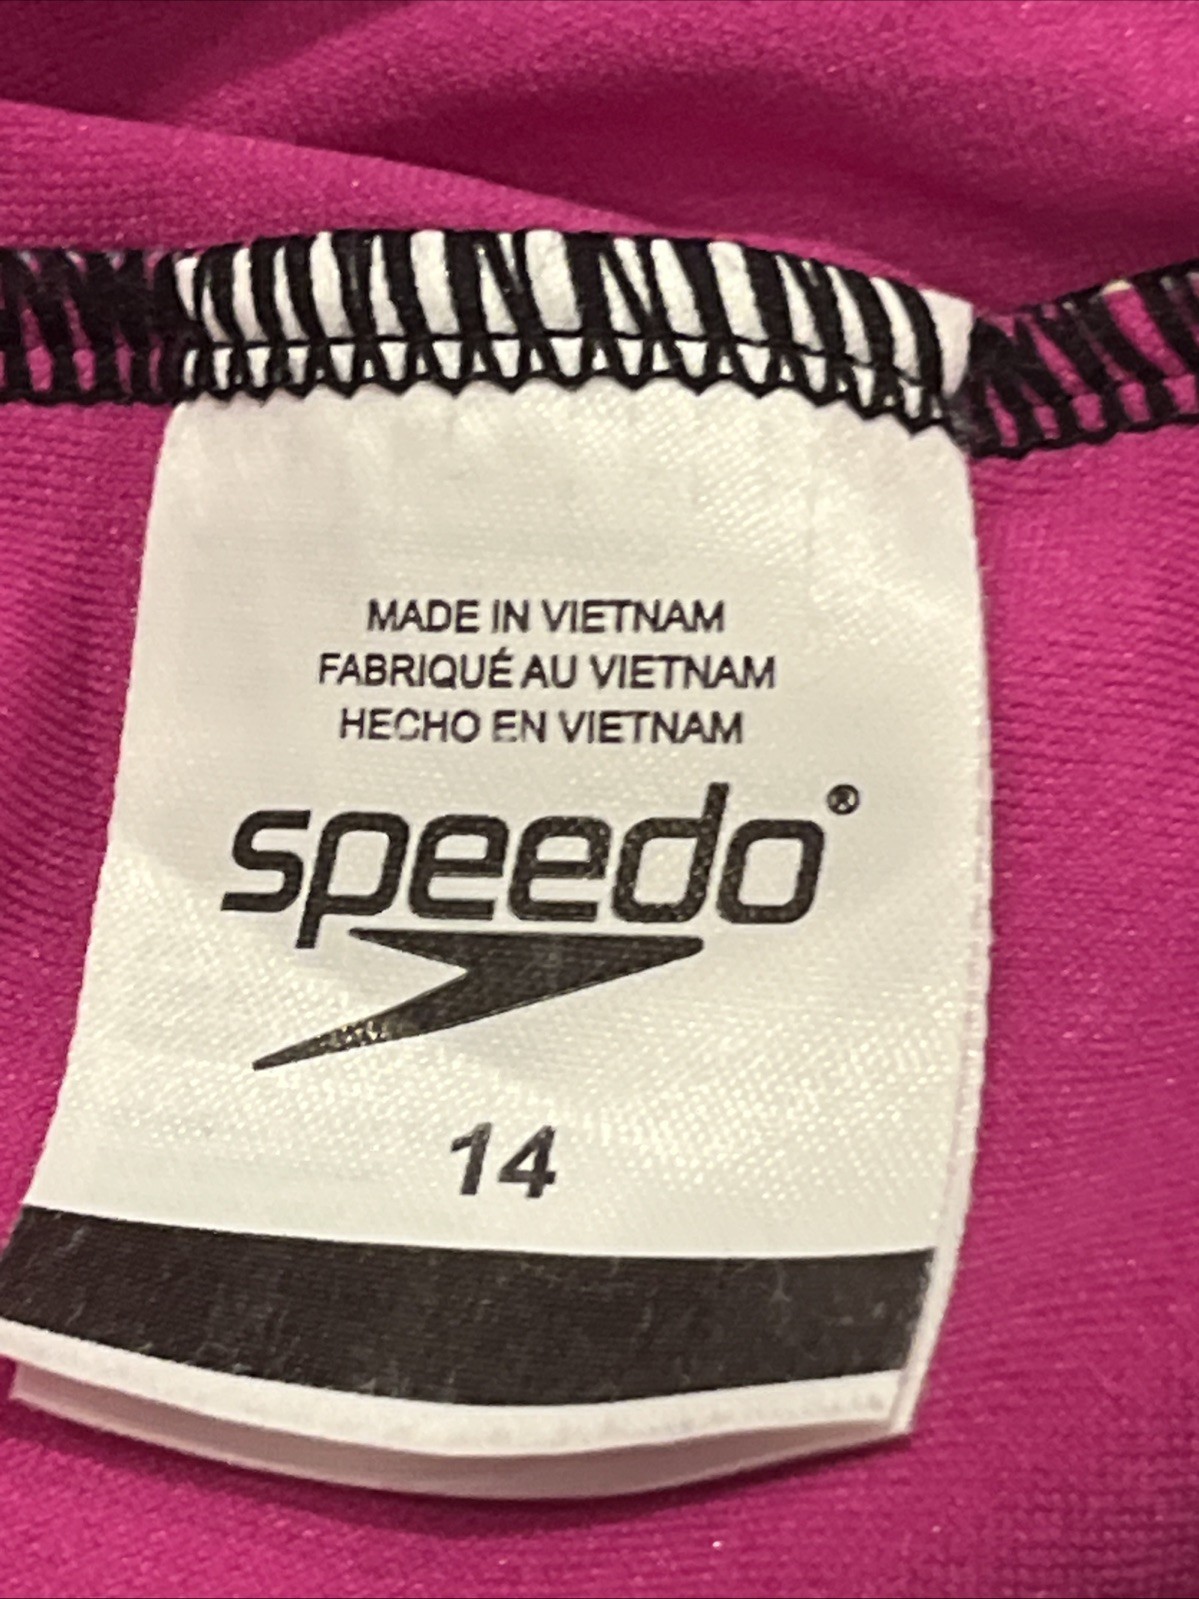 MADE IN VIETNAM
FABRIQUÉ AU VIETNAM
HECHO EN VIETNAM
speedo®
14